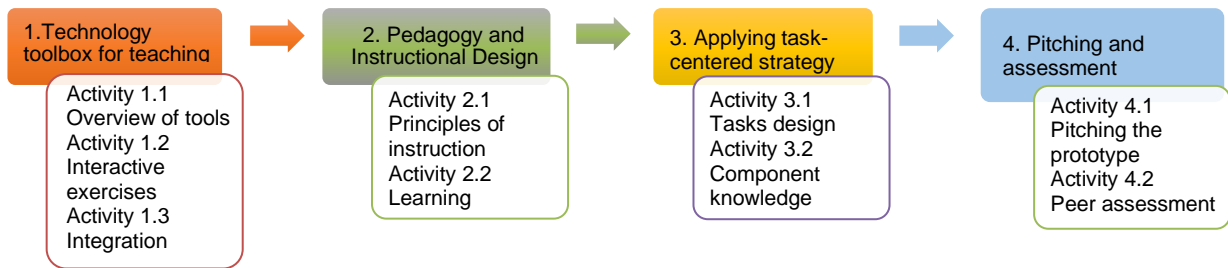 1.Technology
toolbox for teaching
Activity 1.1
Overview of tools
Activity 1.2
Interactive
exercises
Activity 1.3
Integration
2. Pedagogy and
Instructional Design
Activity 2.1
Principles of
instruction
Activity 2.2
Learning
3. Applying task-
centered strategy
Activity 3.1
Tasks design
Activity 3.2
Component
knowledge
4. Pitching and
assessment
Activity 4.1
Pitching the
prototype
Activity 4.2
Peer assessment